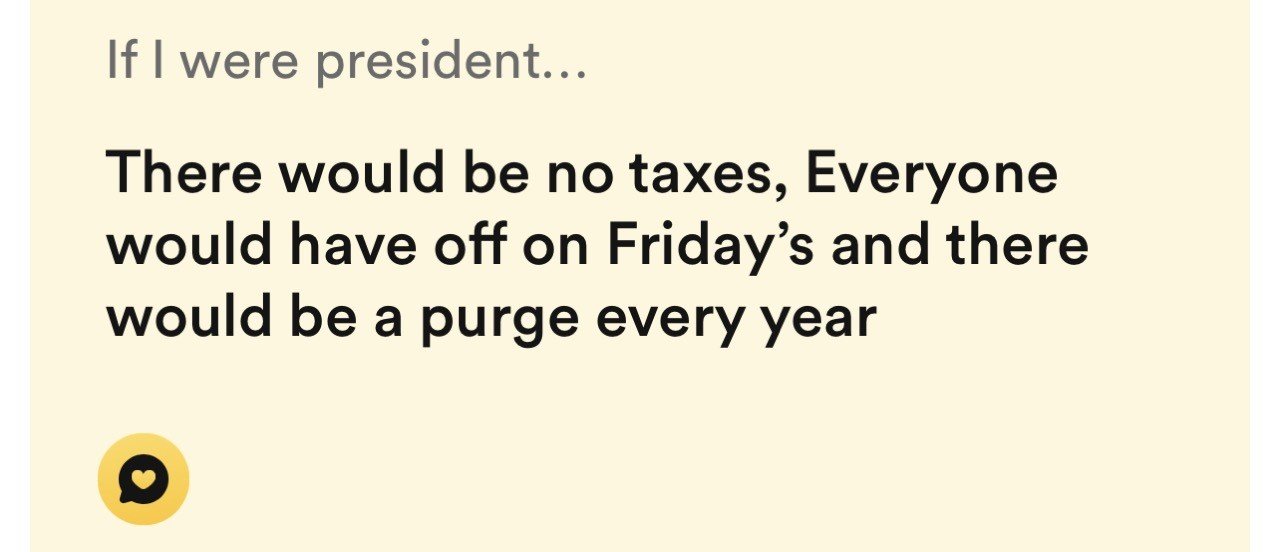 If I were president...
There would be no taxes, Everyone
would have off on Friday’s and there
would be a purge every year